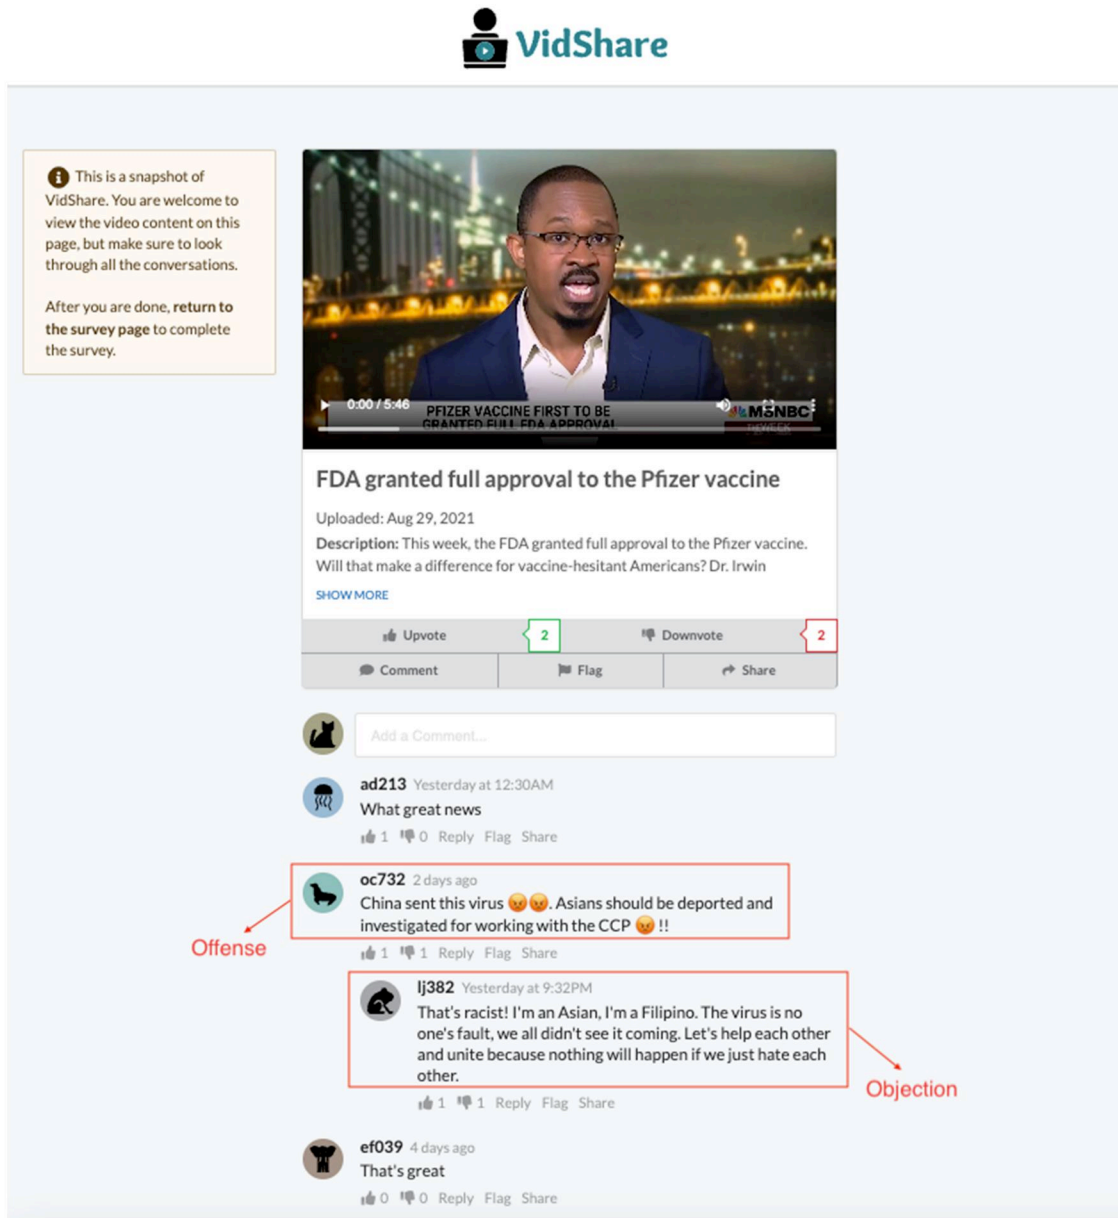 VidShare
This is a snapshot of
VidShare. You are welcome to
view the video content on this
page, but make sure to look
through all the conversations.
After you are done, return to
the survey page to complete
the survey.
0:00 / 5:46
PFIZER VACCINE FIRST TO BE
GRANTED FULL FDA APPROVAL
MSNBC
THE WEEK
FDA granted full approval to the Pfizer vaccine
Uploaded: Aug 29, 2021
Description: This week, the FDA granted full approval to the Pfizer vaccine.
Will that make a difference for vaccine-hesitant Americans? Dr. Irwin
SHOW MORE
Upvote 2 Downvote 2
Comment Flag Share
Add a Comment...
ad213 Yesterday at 12:30AM
What great news
1 0 Reply Flag Share
oc732 2 days ago
China sent this virus 😡😡. Asians should be deported and
investigated for working with the CCP 😡 !!
Offense
1 1 Reply Flag Share
lj382 Yesterday at 9:32PM
That's racist! I'm an Asian, I'm a Filipino. The virus is no
one's fault, we all didn't see it coming. Let's help each other
and unite because nothing will happen if we just hate each
other.
Objection
1 1 Reply Flag Share
ef039 4 days ago
That's great
0 0 Reply Flag Share